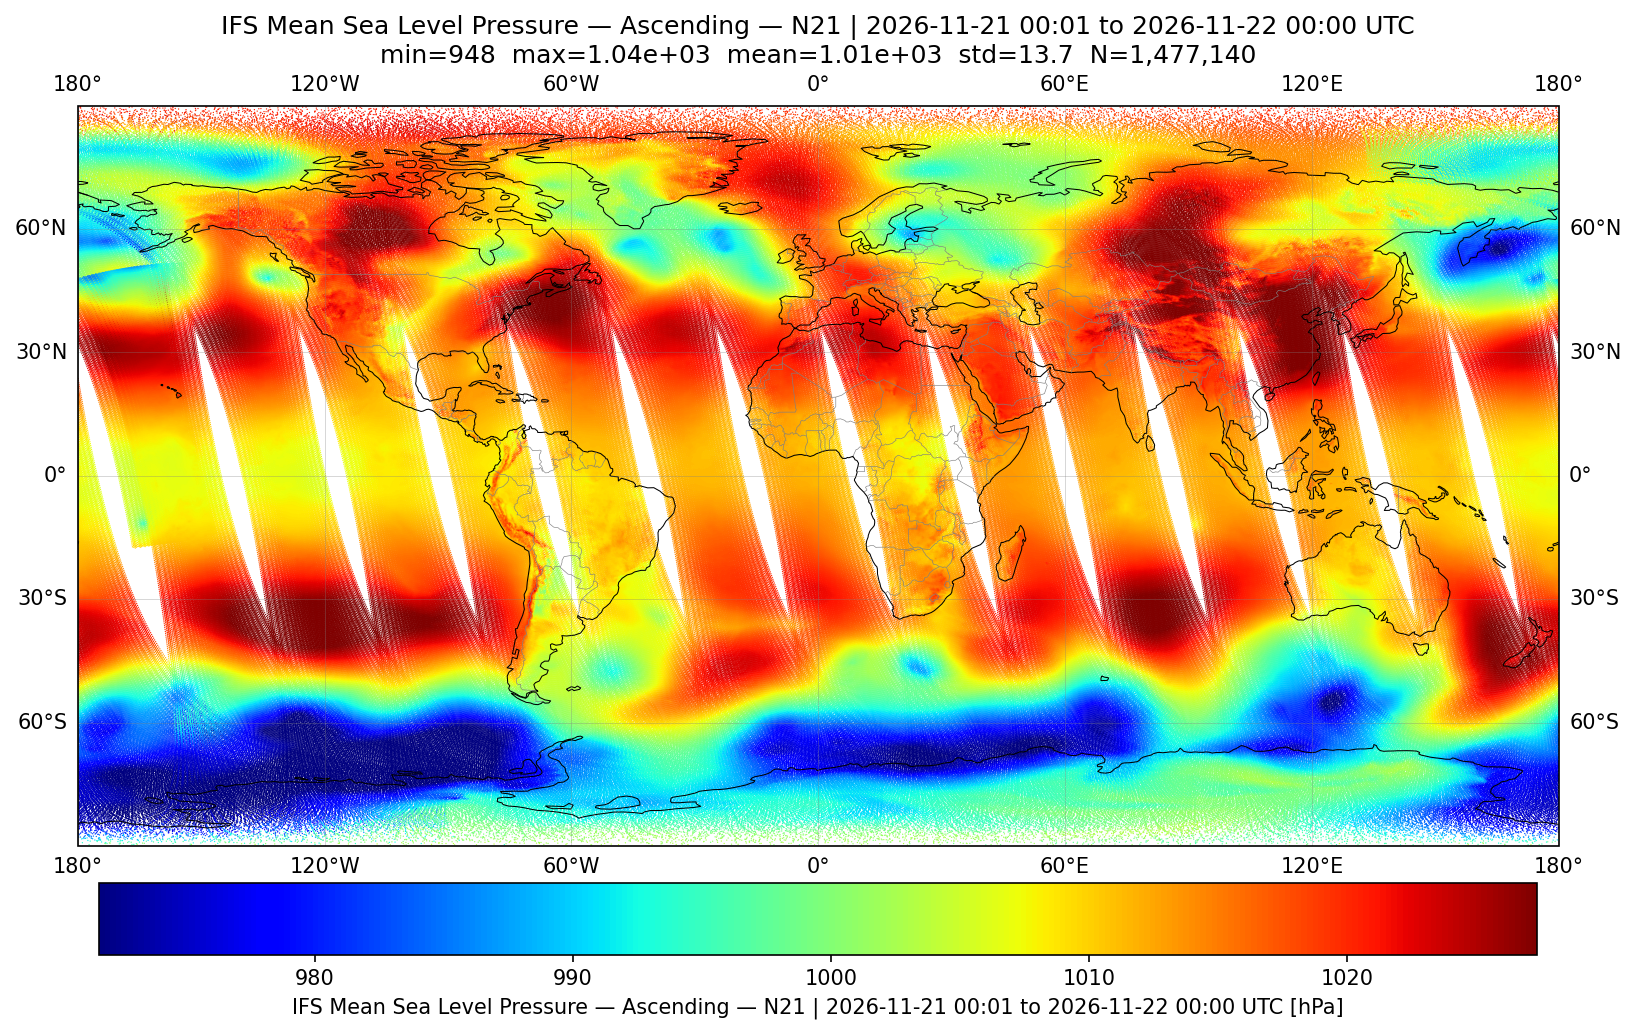 IFS Mean Sea Level Pressure — Ascending — N21 | 2026-11-21 00:01 to 2026-11-22 00:00 UTC
min=948 max=1.04e+03 mean=1.01e+03 std=13.7 N=1,477,140
180° 120°W 60°W 0° 60°E 120°E 180°
60°N 60°N
30°N 30°N
0° 0°
30°S 30°S
60°S 60°S
180° 120°W 60°W 0° 60°E 120°E 180°
980 990 1000 1010 1020
IFS Mean Sea Level Pressure — Ascending — N21 | 2026-11-21 00:01 to 2026-11-22 00:00 UTC [hPa]